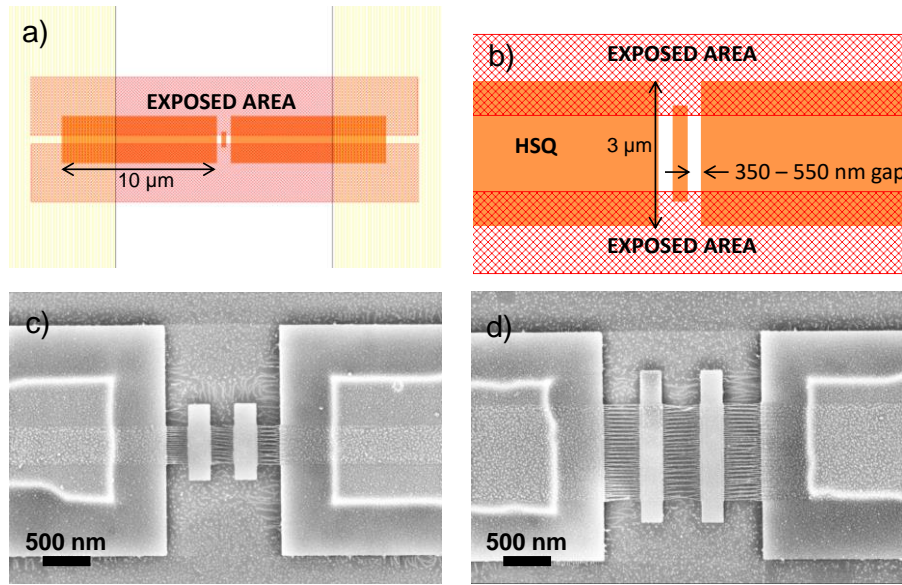 a)
EXPOSED AREA
10 µm
b)
EXPOSED AREA
HSQ
3 µm
350 – 550 nm gap
EXPOSED AREA
c)
500 nm
d)
500 nm